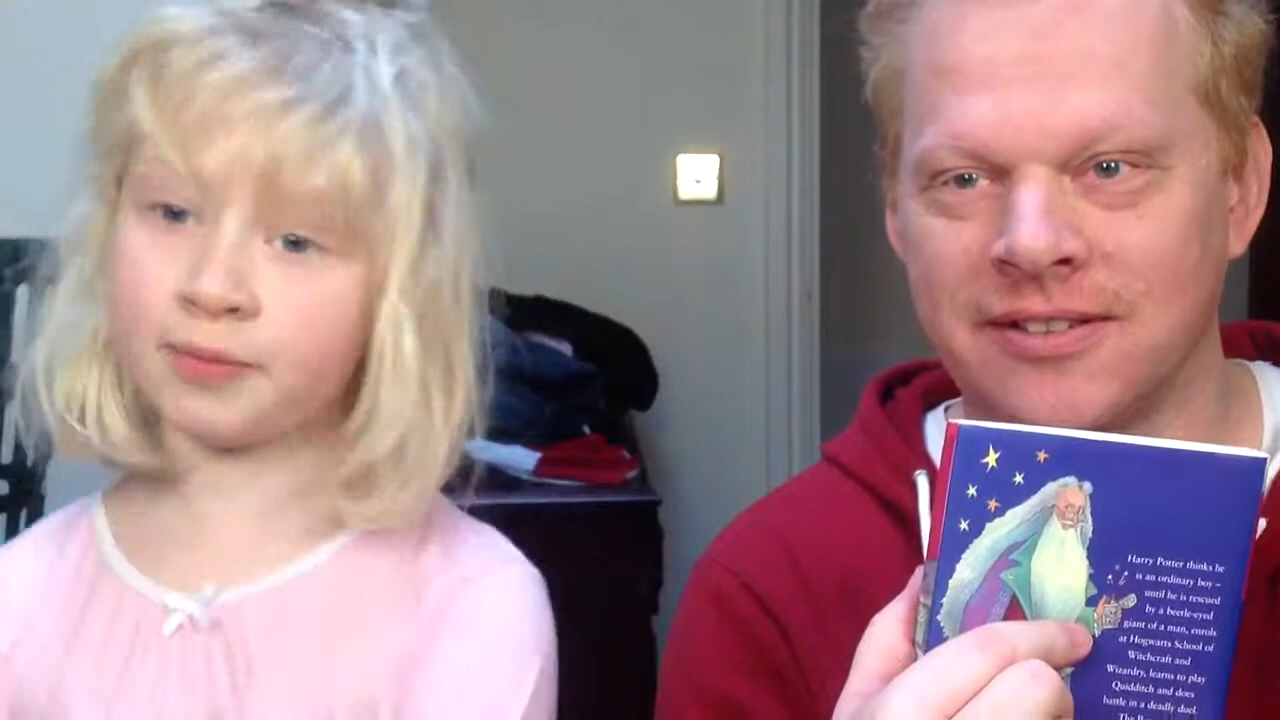 Harry Potter thinks he
is an ordinary boy –
until he is rescued
by a beetle-eyed
giant of a man, enrols
at Hogwarts School of
Witchcraft and
Wizardry, learns to play
Quidditch and does
battle in a deadly duel.
The